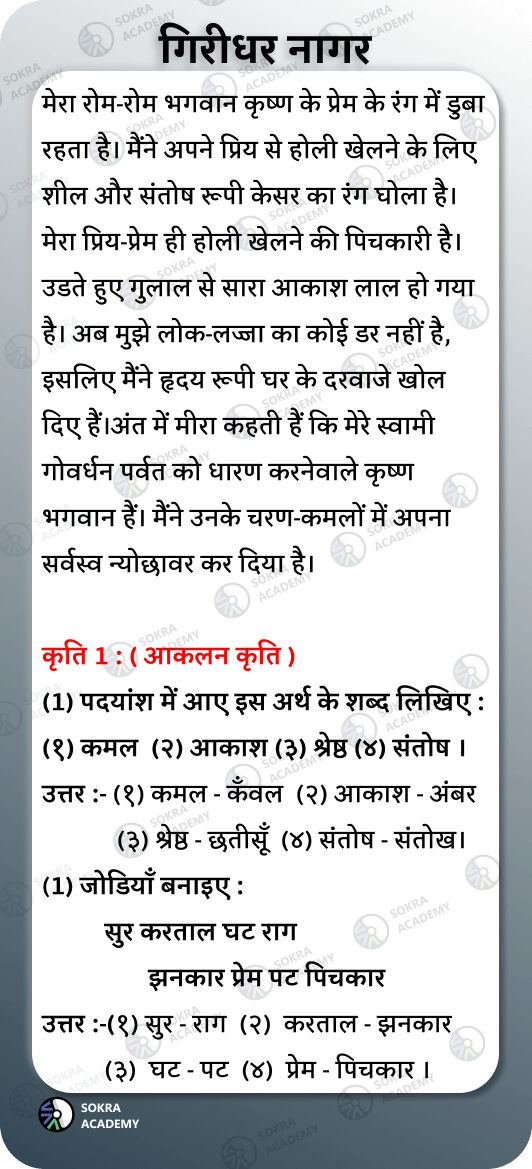 गिरीधर नागर
मेरा रोम-रोम भगवान कृष्ण के प्रेम के रंग में डुबा
रहता है। मैंने अपने प्रिय से होली खेलने के लिए
शील और संतोष रूपी केसर का रंग घोला है।
मेरा प्रिय-प्रेम ही होली खेलने की पिचकारी है।
उडते हुए गुलाल से सारा आकाश लाल हो गया
है। अब मुझे लोक-लज्जा का कोई डर नहीं है,
इसलिए मैंने हृदय रूपी घर के दरवाजे खोल
दिए हैं।अंत में मीरा कहती हैं कि मेरे स्वामी
गोवर्धन पर्वत को धारण करनेवाले कृष्ण
भगवान हैं। मैंने उनके चरण-कमलों में अपना
सर्वस्व न्योछावर कर दिया है।
कृति 1 : ( आकलन कृति )
(1) पदयांश में आए इस अर्थ के शब्द लिखिए :
(१) कमल (२) आकाश (३) श्रेष्ठ (४) संतोष ।
उत्तर :- (१) कमल - कँवल (२) आकाश - अंबर
(३) श्रेष्ठ - छतीसूँ (४) संतोष - संतोख।
(1) जोडियाँ बनाइए :
सुर करताल घट राग
झनकार प्रेम पट पिचकार
उत्तर :-(१) सुर - राग (२) करताल - झनकार
(३) घट - पट (४) प्रेम - पिचकार ।
SOKRA
ACADEMY